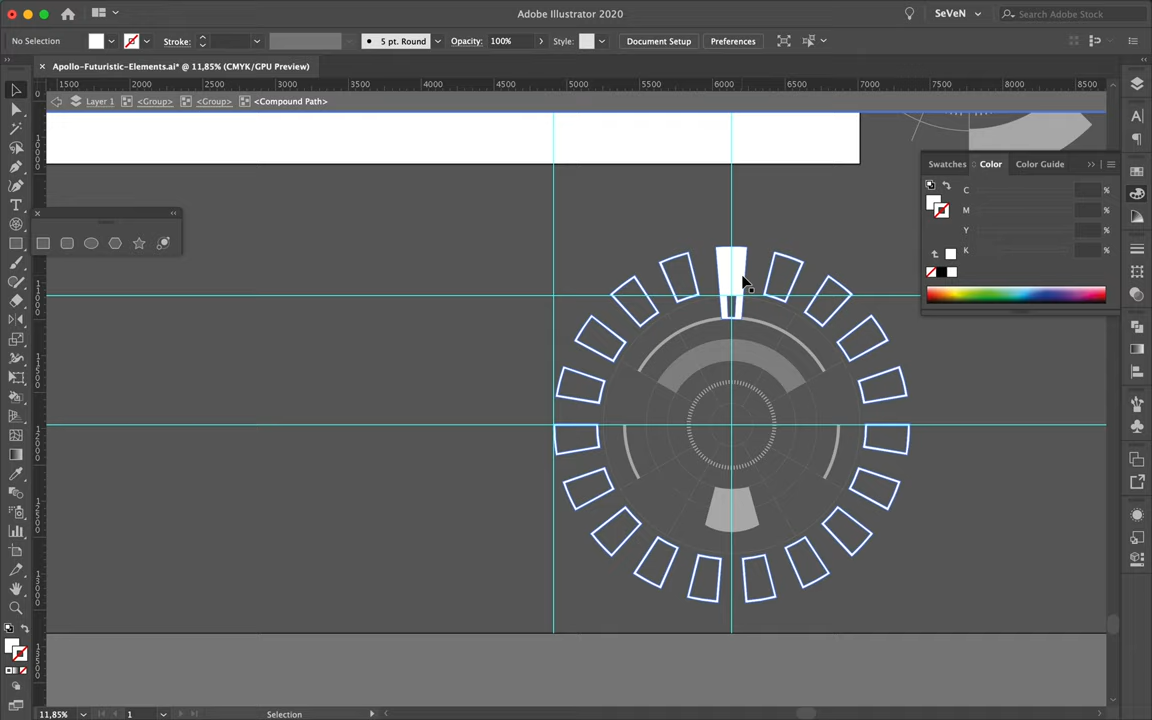 Adobe Illustrator 2020
SeVeN
Search Adobe Stock
No Selection
Stroke:
5 pt. Round
Opacity:
100%
Style:
Document Setup
Preferences
Apollo-Futuristic-Elements.ai* @ 11,85% (CMYK/GPU Preview)
1500
2000
2500
3000
3500
4000
4500
5000
5500
6000
6500
7000
7500
8000
8500
Layer 1
<Group>
<Group>
<Compound Path>
Swatches
Color
Color Guide
C
%
M
%
Y
%
K
%
11,85%
1
Selection